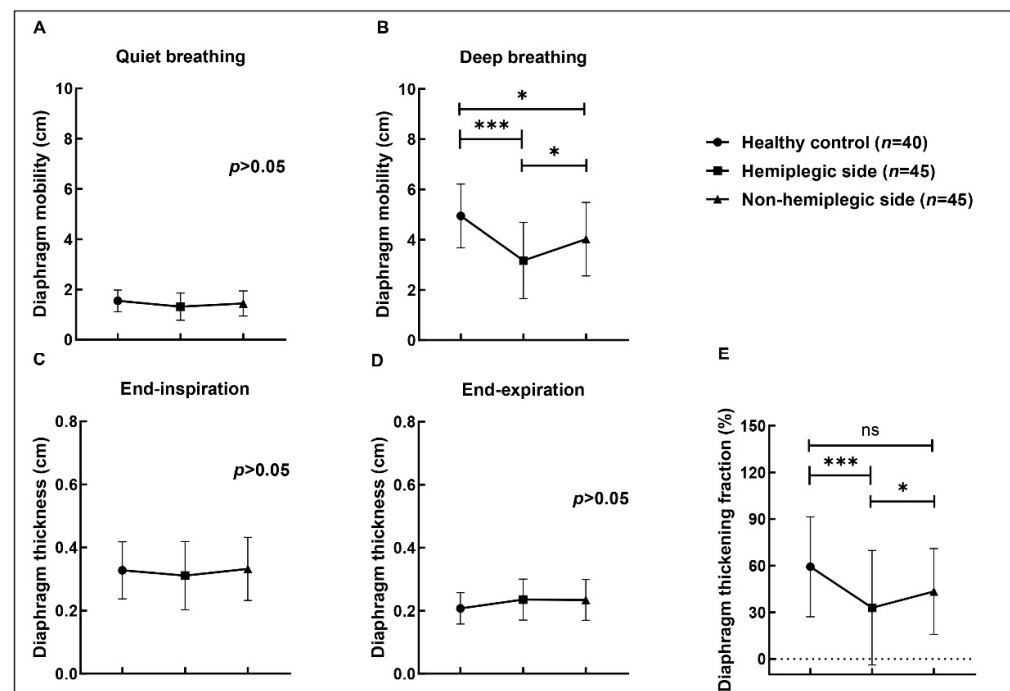 A
Quiet breathing
Diaphragm mobility (cm)
10
8
6
4
2
0
p>0.05
B
Deep breathing
Diaphragm mobility (cm)
10
8
6
4
2
0
*
***
*
Healthy control (n=40)
Hemiplegic side (n=45)
Non-hemiplegic side (n=45)
C
End-inspiration
Diaphragm thickness (cm)
0.8
0.6
0.4
0.2
0.0
p>0.05
D
End-expiration
Diaphragm thickness (cm)
0.8
0.6
0.4
0.2
0.0
p>0.05
E
Diaphragm thickening fraction (%)
150
120
90
60
30
0
ns
***
*